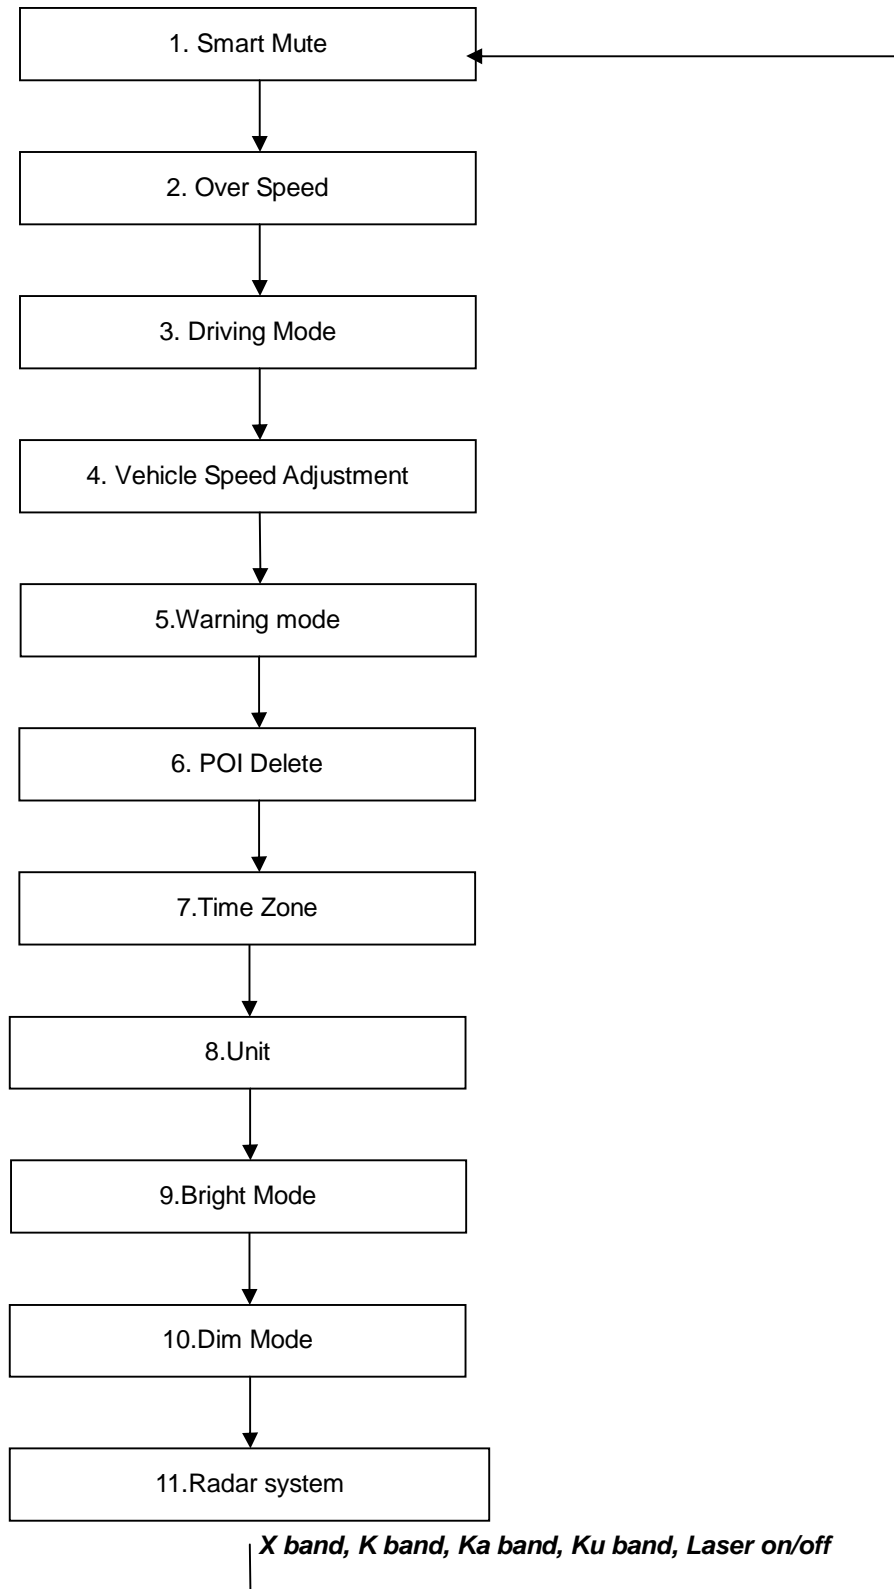 1. Smart Mute
2. Over Speed
3. Driving Mode
4. Vehicle Speed Adjustment
5.Warning mode
6. POI Delete
7.Time Zone
8.Unit
9.Bright Mode
10.Dim Mode
11.Radar system
X band, K band, Ka band, Ku band, Laser on/off